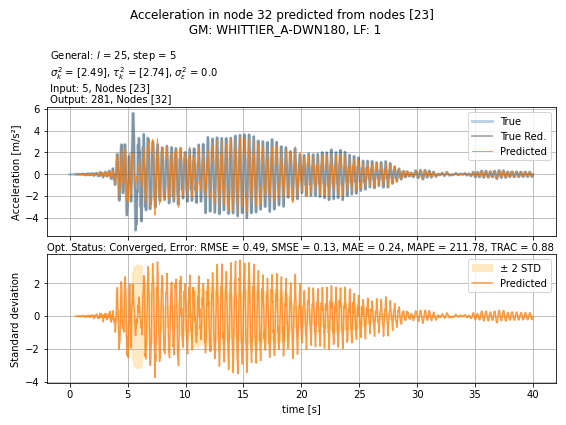 Acceleration in node 32 predicted from nodes [23]
GM: WHITTIER_A-DWN180, LF: 1
General: l = 25, step = 5
σ²ₖ = [2.49], τ²ₖ = [2.74], σ²ε = 0.0
Input: 5, Nodes [23]
Output: 281, Nodes [32]
Acceleration [m/s²]
6
4
2
0
−2
−4
True
True Red.
Predicted
Opt. Status: Converged, Error: RMSE = 0.49, SMSE = 0.13, MAE = 0.24, MAPE = 211.78, TRAC = 0.88
Standard deviation
2
0
−2
−4
± 2 STD
Predicted
0 5 10 15 20 25 30 35 40
time [s]